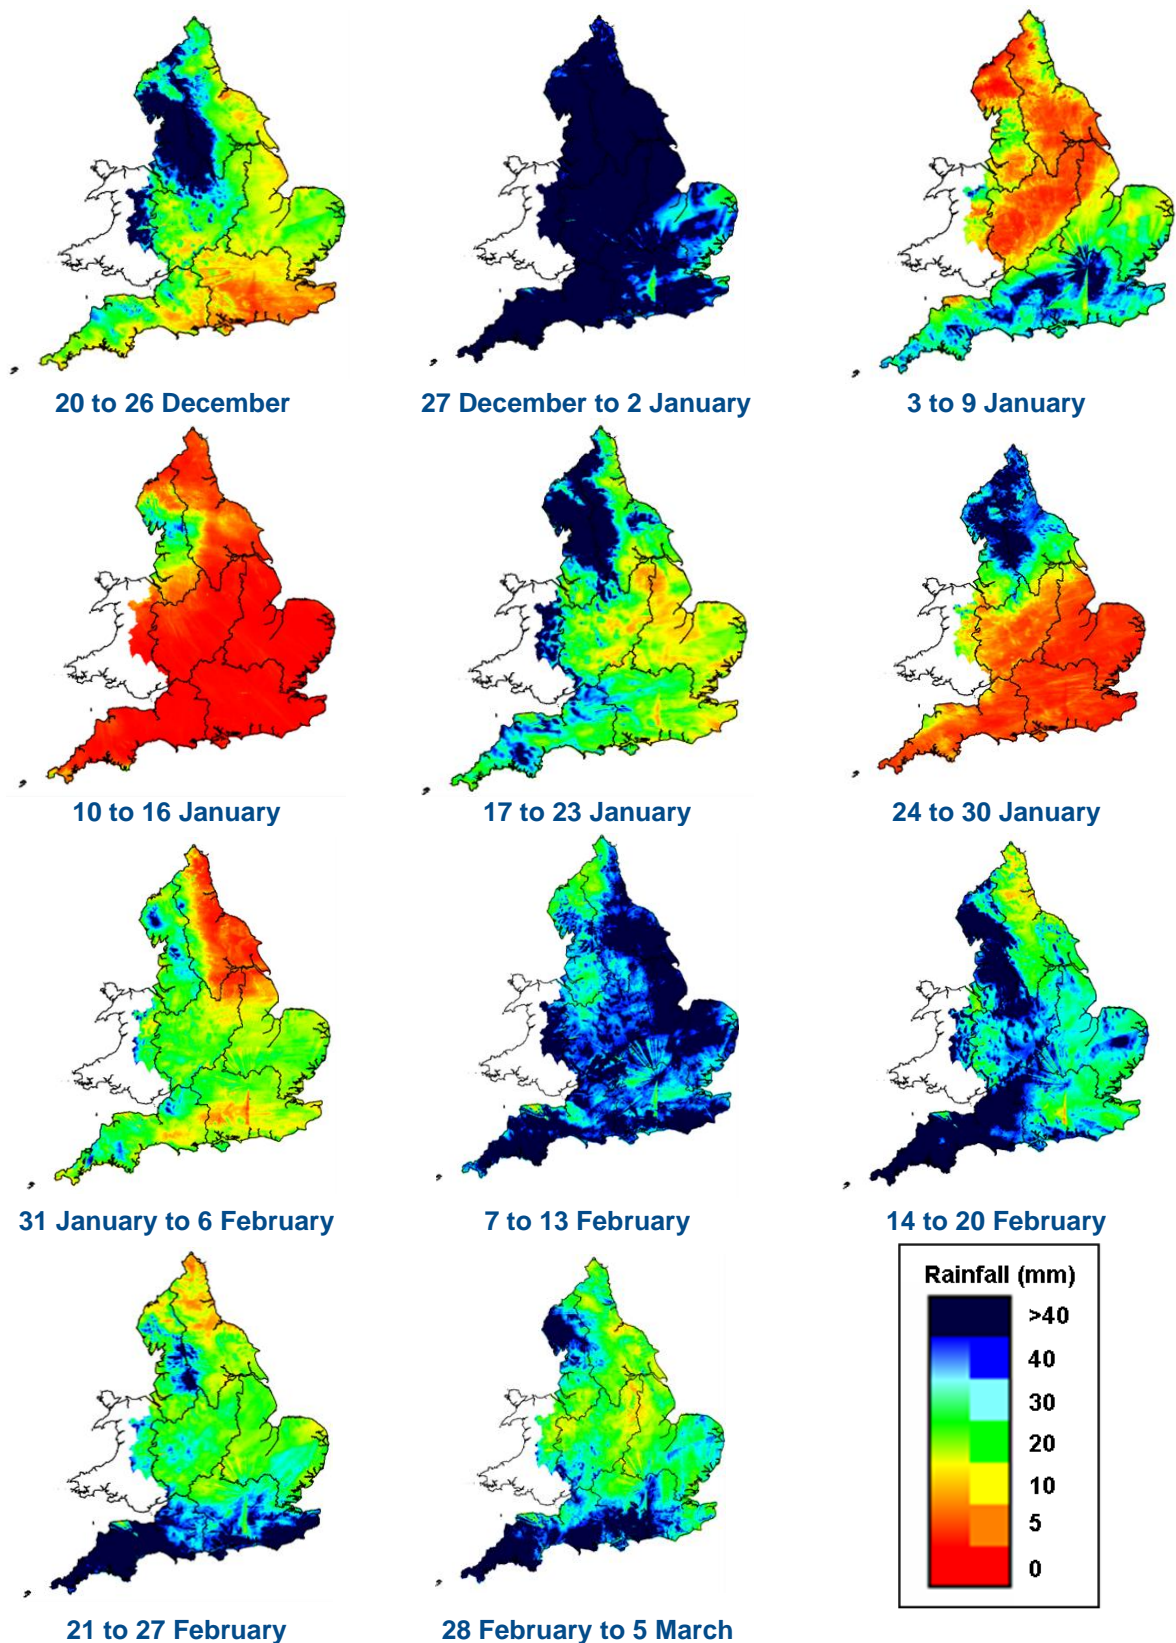 20 to 26 December
27 December to 2 January
3 to 9 January
10 to 16 January
17 to 23 January
24 to 30 January
31 January to 6 February
7 to 13 February
14 to 20 February
Rainfall (mm)
>40
40
30
20
10
5
0
21 to 27 February
28 February to 5 March